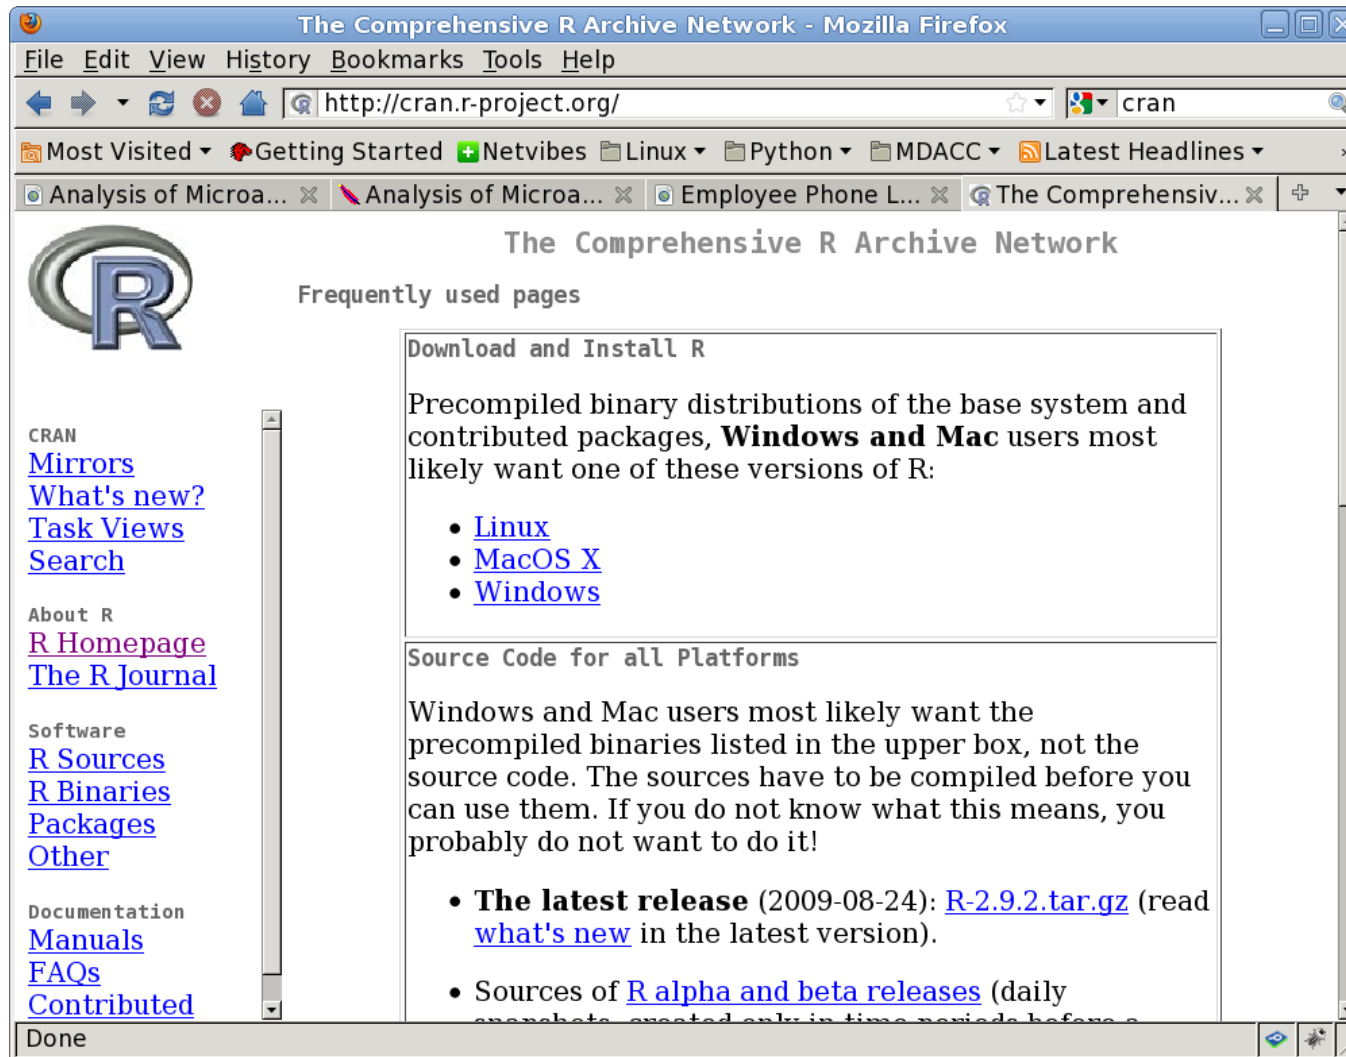 The Comprehensive R Archive Network - Mozilla Firefox
File Edit View History Bookmarks Tools Help
http://cran.r-project.org/ cran
Most Visited Getting Started Netvibes Linux Python MDACC Latest Headlines
Analysis of Microa... Analysis of Microa... Employee Phone L... The Comprehensiv...
R
CRAN
Mirrors
What's new?
Task Views
Search
About R
R Homepage
The R Journal
Software
R Sources
R Binaries
Packages
Other
Documentation
Manuals
FAQs
Contributed
The Comprehensive R Archive Network
Frequently used pages
Download and Install R
Precompiled binary distributions of the base system and
contributed packages, Windows and Mac users most
likely want one of these versions of R:
• Linux
• MacOS X
• Windows
Source Code for all Platforms
Windows and Mac users most likely want the
precompiled binaries listed in the upper box, not the
source code. The sources have to be compiled before you
can use them. If you do not know what this means, you
probably do not want to do it!
• The latest release (2009-08-24): R-2.9.2.tar.gz (read
what's new in the latest version).
• Sources of R alpha and beta releases (daily
snapshots, created only in time periods before a
Done